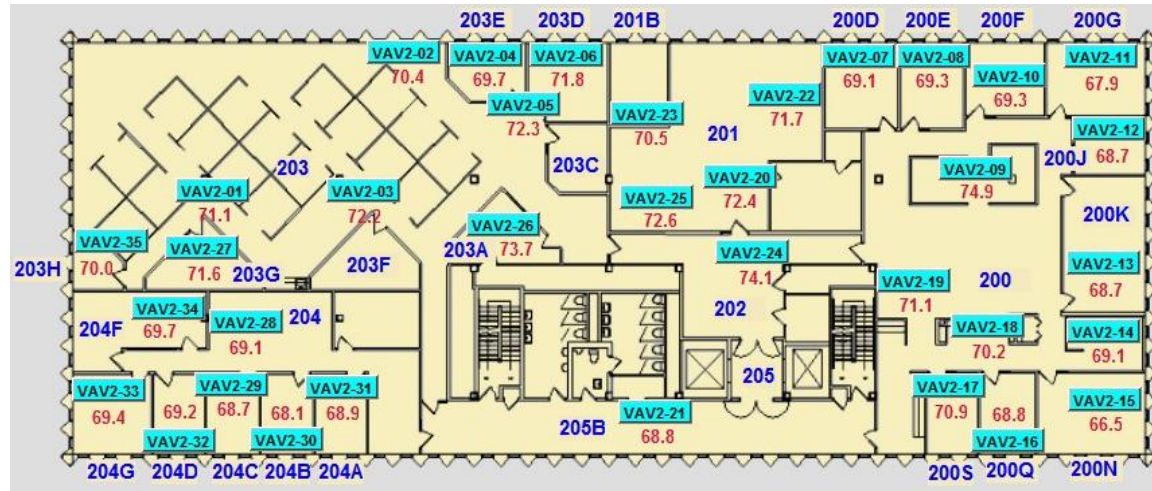 203E 203D 201B 200D 200E 200F 200G
VAV2-02 VAV2-04 VAV2-06 VAV2-07 VAV2-08 VAV2-11
70.4 69.7 71.8 69.1 69.3 67.9
VAV2-10
69.3
VAV2-05 VAV2-22
72.3 71.7
VAV2-23
70.5 201
VAV2-12
200J 68.7
203 203C VAV2-09
74.9
VAV2-01 VAV2-03 VAV2-20
71.1 72.2 72.4
VAV2-25 200K
72.6
VAV2-26
73.7
VAV2-35 VAV2-27 203A VAV2-24
203H 70.0 71.6 203G 203F 74.1
VAV2-13
68.7
VAV2-19 200
71.1
VAV2-34 204F 204 202
69.7
VAV2-28 VAV2-18 VAV2-14
69.1 70.2 69.1
205
VAV2-33 VAV2-29 VAV2-31 VAV2-17 VAV2-15
69.4 69.2 68.7 68.1 68.9 70.9 68.8 66.5
VAV2-21
205B 68.8
VAV2-32 VAV2-30 VAV2-16
204G 204D 204C 204B 204A 200S 200Q 200N